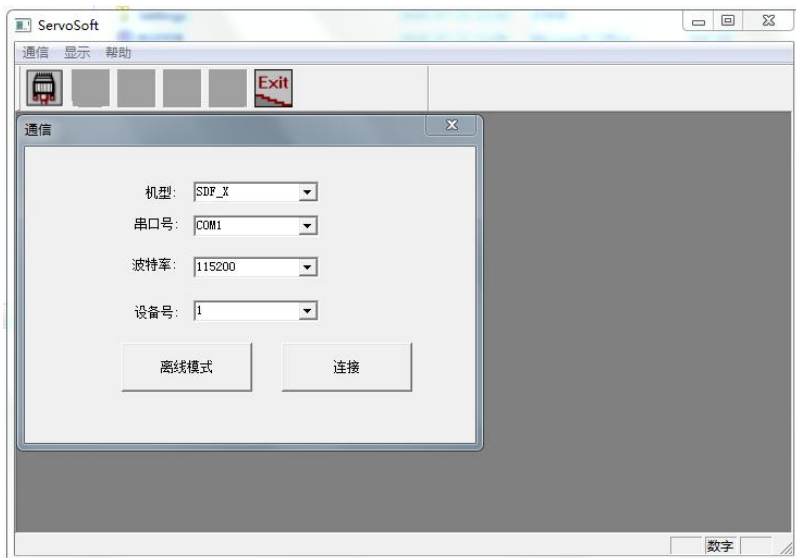 ServoSoft
通信 显示 帮助
Exit
通信
机型: SDF_X
串口号: COM1
波特率: 115200
设备号: 1
离线模式 连接
数字